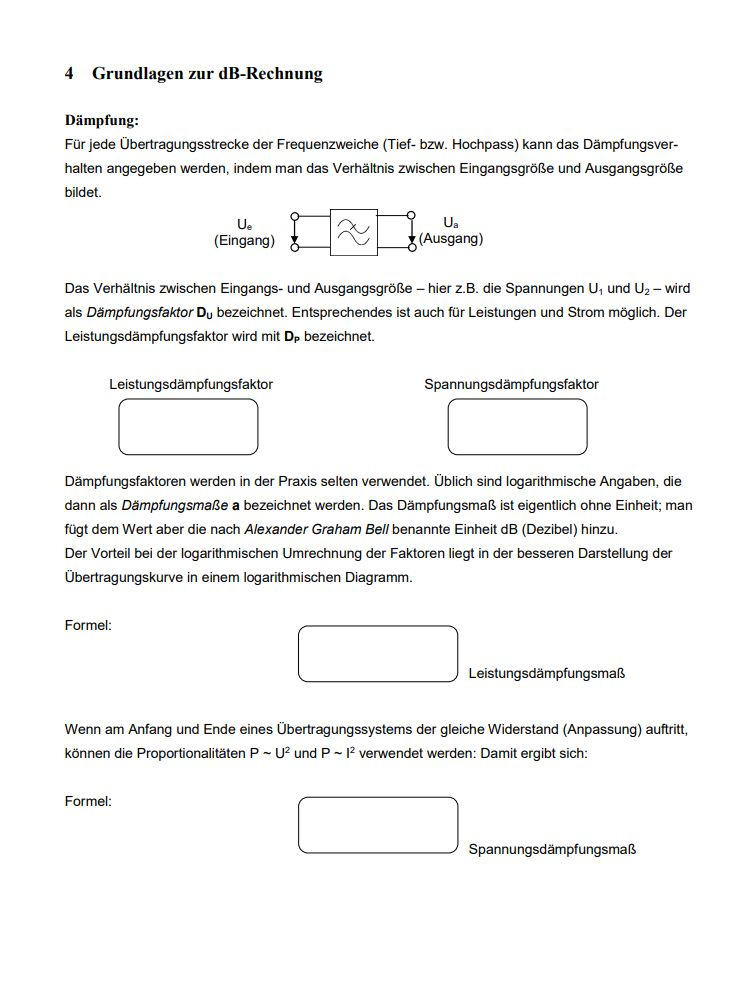 4 Grundlagen zur dB-Rechnung
Dämpfung:
Für jede Übertragungsstrecke der Frequenzweiche (Tief- bzw. Hochpass) kann das Dämpfungsver-
halten angegeben werden, indem man das Verhältnis zwischen Eingangsgröße und Ausgangsgröße
bildet.
Ue
(Eingang)
Ua
(Ausgang)
Das Verhältnis zwischen Eingangs- und Ausgangsgröße – hier z.B. die Spannungen U1 und U2 – wird
als Dämpfungsfaktor DU bezeichnet. Entsprechendes ist auch für Leistungen und Strom möglich. Der
Leistungsdämpfungsfaktor wird mit DP bezeichnet.
Leistungsdämpfungsfaktor
Spannungsdämpfungsfaktor
Dämpfungsfaktoren werden in der Praxis selten verwendet. Üblich sind logarithmische Angaben, die
dann als Dämpfungsmaße a bezeichnet werden. Das Dämpfungsmaß ist eigentlich ohne Einheit; man
fügt dem Wert aber die nach Alexander Graham Bell benannte Einheit dB (Dezibel) hinzu.
Der Vorteil bei der logarithmischen Umrechnung der Faktoren liegt in der besseren Darstellung der
Übertragungskurve in einem logarithmischen Diagramm.
Formel:
Leistungsdämpfungsmaß
Wenn am Anfang und Ende eines Übertragungssystems der gleiche Widerstand (Anpassung) auftritt,
können die Proportionalitäten P ~ U² und P ~ I² verwendet werden: Damit ergibt sich:
Formel:
Spannungsdämpfungsmaß